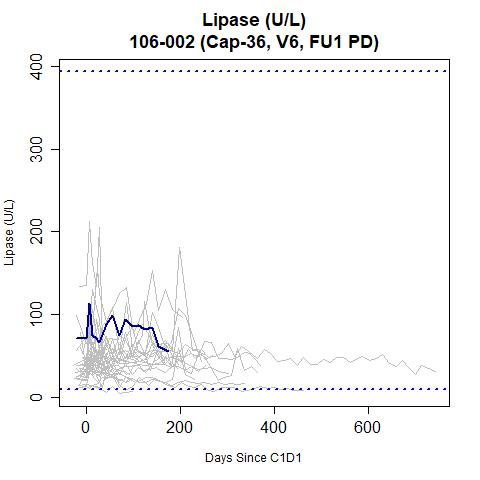 Lipase (U/L)
106-002 (Cap-36, V6, FU1 PD)
400
300
200
100
0
Lipase (U/L)
0 200 400 600
Days Since C1D1